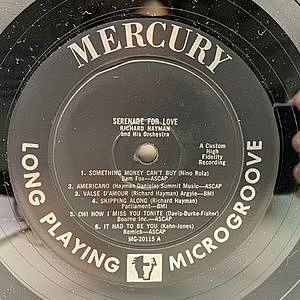 MERCURY
SERENADE FOR LOVE
RICHARD HAYMAN
and His Orchestra
A Custom
High
Fidelity
Recording
1. SOMETHING MONEY CAN'T BUY (Nino Rota)
Sam Fox—ASCAP
2. AMERICANO (Hayman-Daniels) Summit Music—ASCAP
3. VALSE D'AMOUR (Richard Hayman) Argyle—BMI
4. SKIPPING ALONG (Richard Hayman)
Parliament—BMI
5. OH! HOW I MISS YOU TONITE (Davis-Burke-Fisher)
Bourne Inc.—ASCAP
6. IT HAD TO BE YOU (Kahn-Jones)
Remick—ASCAP
MG-20115 A
LONG PLAYING MICROGROOVE